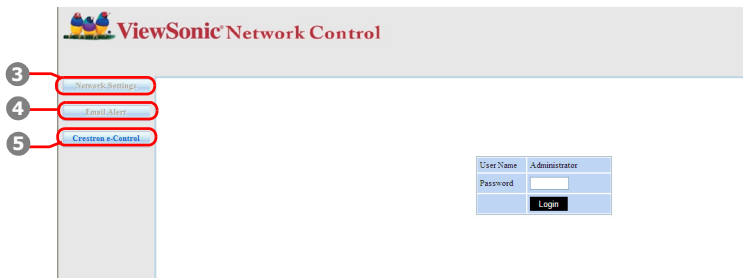 ViewSonic® Network Control
3
Network Settings
4
Email Alert
5
Crestron e-Control
User Name Administrator
Password
Login